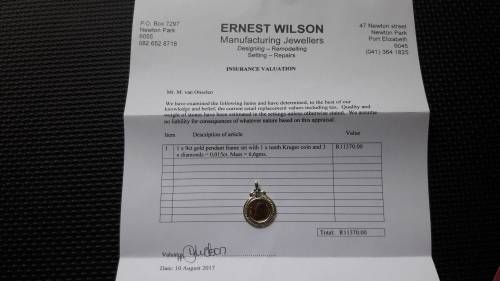 P.O. Box 7297
Newton Park
6055
082 652 8718
ERNEST WILSON
Manufacturing Jewellers
Designing – Remodelling
Setting – Repairs
47 Newton street
Newton Park
Port Elizabeth
6045
(041) 364 1825
INSURANCE VALUATION
Mr. M. van Onselen
We have examined the following items and have determined, to the best of our
knowledge and belief, the current retail replacement values including tax. Quality and
weight of stones have been estimated in the settings unless otherwise stated. We assume
no liability for consequences of whatever nature based on this appraisal.
Item Description of article Value
1 1 x 9ct gold pendant frame set with 1 x tenth Kruger coin and 3 R11370.00
x diamonds = 0,015ct. Mass = 6,6gms.
Total: R11370.00
Valuator
Date: 10 August 2017